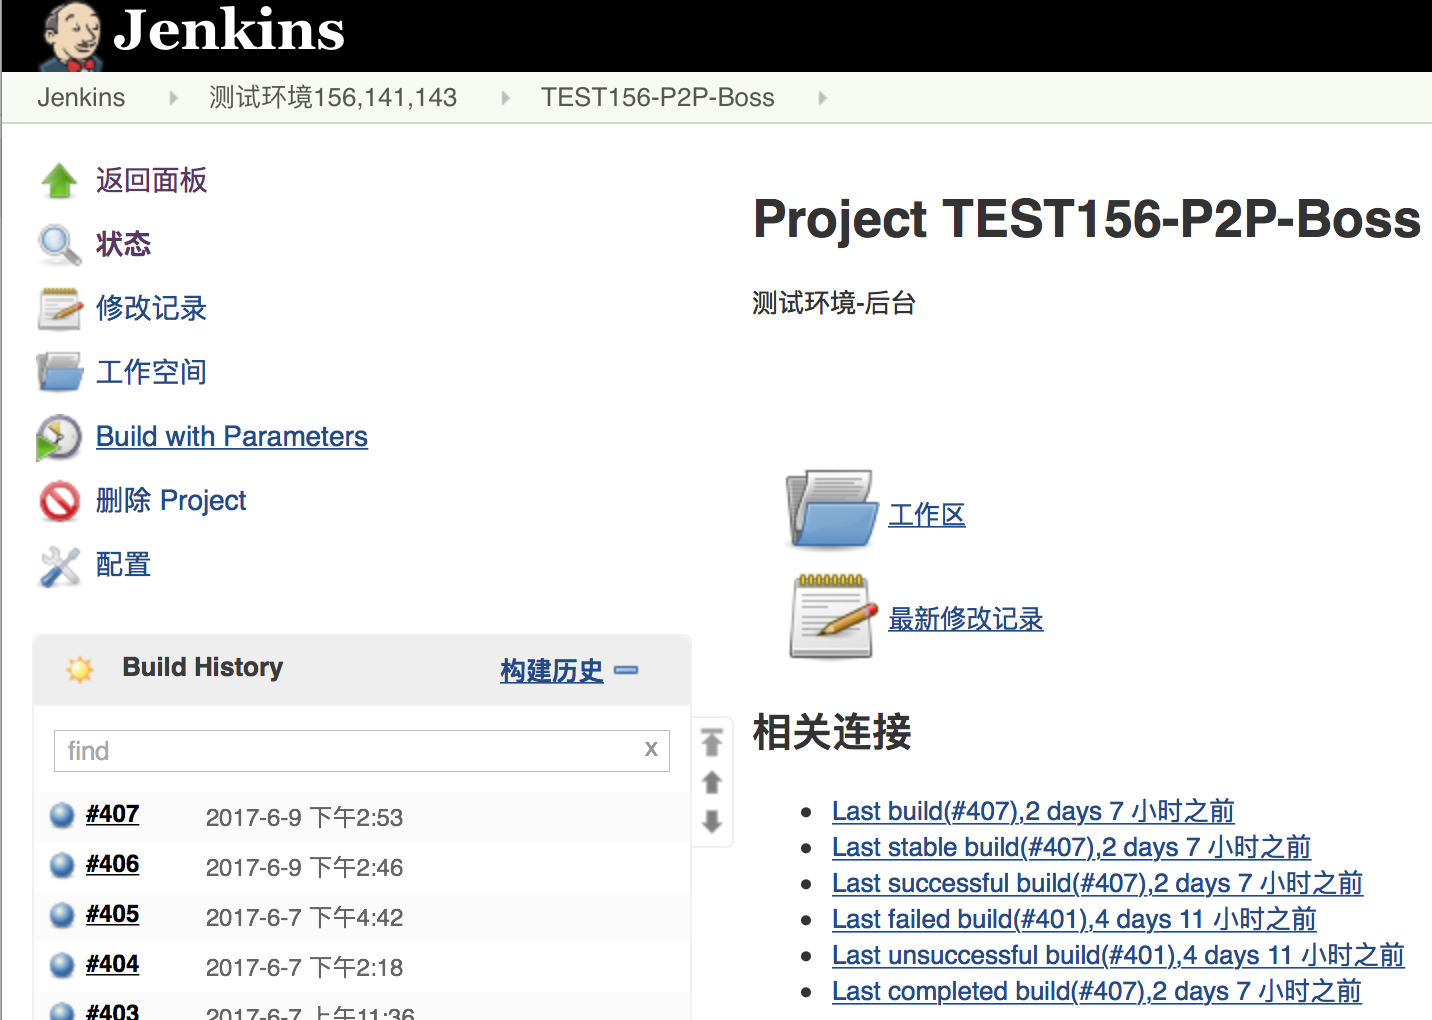 Jenkins
Jenkins 测试环境156,141,143 TEST156-P2P-Boss
返回面板
状态
修改记录
工作空间
Build with Parameters
删除 Project
配置
Build History 构建历史
find x
#407 2017-6-9 下午2:53
#406 2017-6-9 下午2:46
#405 2017-6-7 下午4:42
#404 2017-6-7 下午2:18
#403 2017-6-7 上午11:36
Project TEST156-P2P-Boss
测试环境-后台
工作区
最新修改记录
相关连接
Last build(#407),2 days 7 小时之前
Last stable build(#407),2 days 7 小时之前
Last successful build(#407),2 days 7 小时之前
Last failed build(#401),4 days 11 小时之前
Last unsuccessful build(#401),4 days 11 小时之前
Last completed build(#407),2 days 7 小时之前